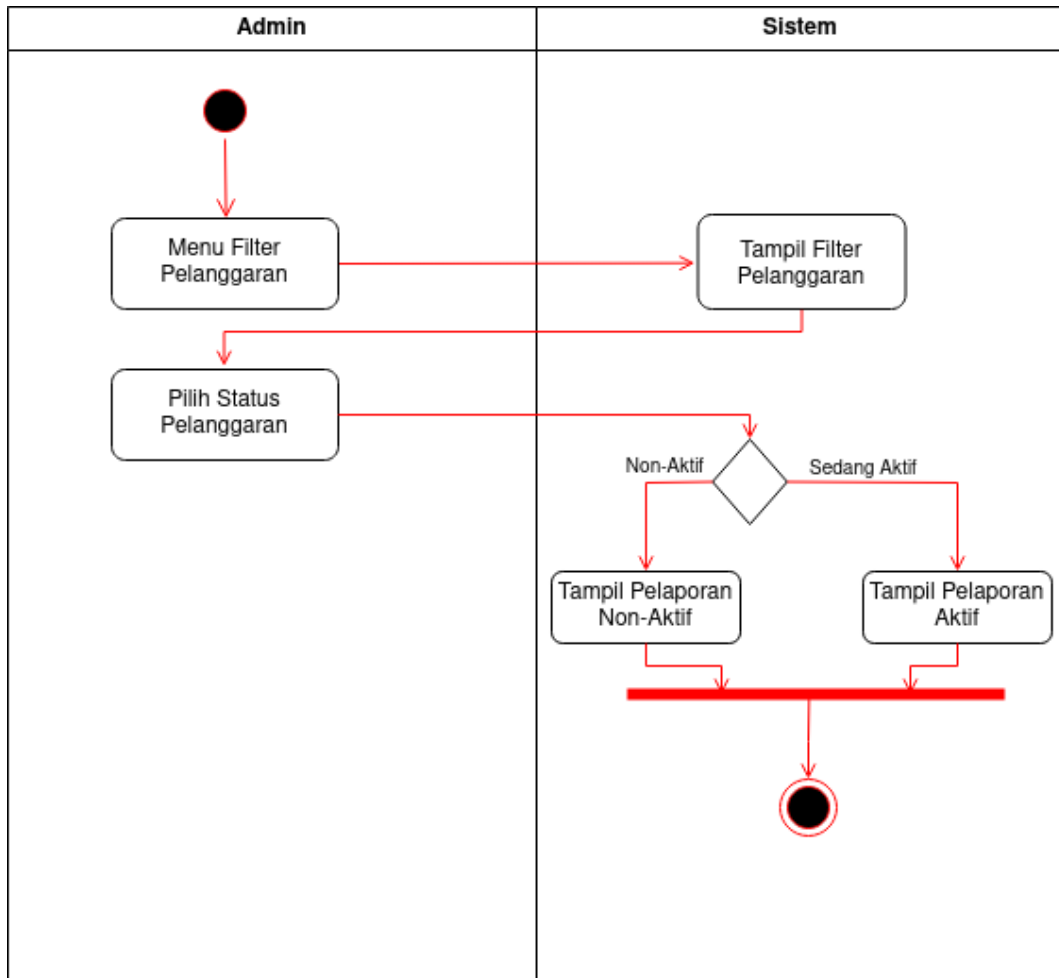 Admin
Sistem
Menu Filter
Pelanggaran
Tampil Filter
Pelanggaran
Pilih Status
Pelanggaran
Non-Aktif
Sedang Aktif
Tampil Pelaporan
Non-Aktif
Tampil Pelaporan
Aktif